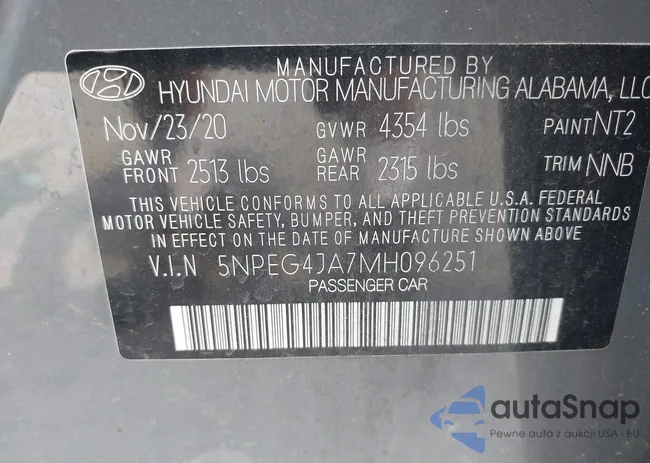 MANUFACTURED BY
HYUNDAI MOTOR MANUFACTURING ALABAMA, LLC
Nov/23/20 GVWR 4354 lbs PAINT NT2
GAWR FRONT 2513 lbs GAWR REAR 2315 lbs TRIM NNB
THIS VEHICLE CONFORMS TO ALL APPLICABLE U.S.A. FEDERAL
MOTOR VEHICLE SAFETY, BUMPER, AND THEFT PREVENTION STANDARDS
IN EFFECT ON THE DATE OF MANUFACTURE SHOWN ABOVE.
V.I.N 5NPEG4JA7MH096251
PASSENGER CAR
autoSnap
Pewne auta z aukcji USA i EU